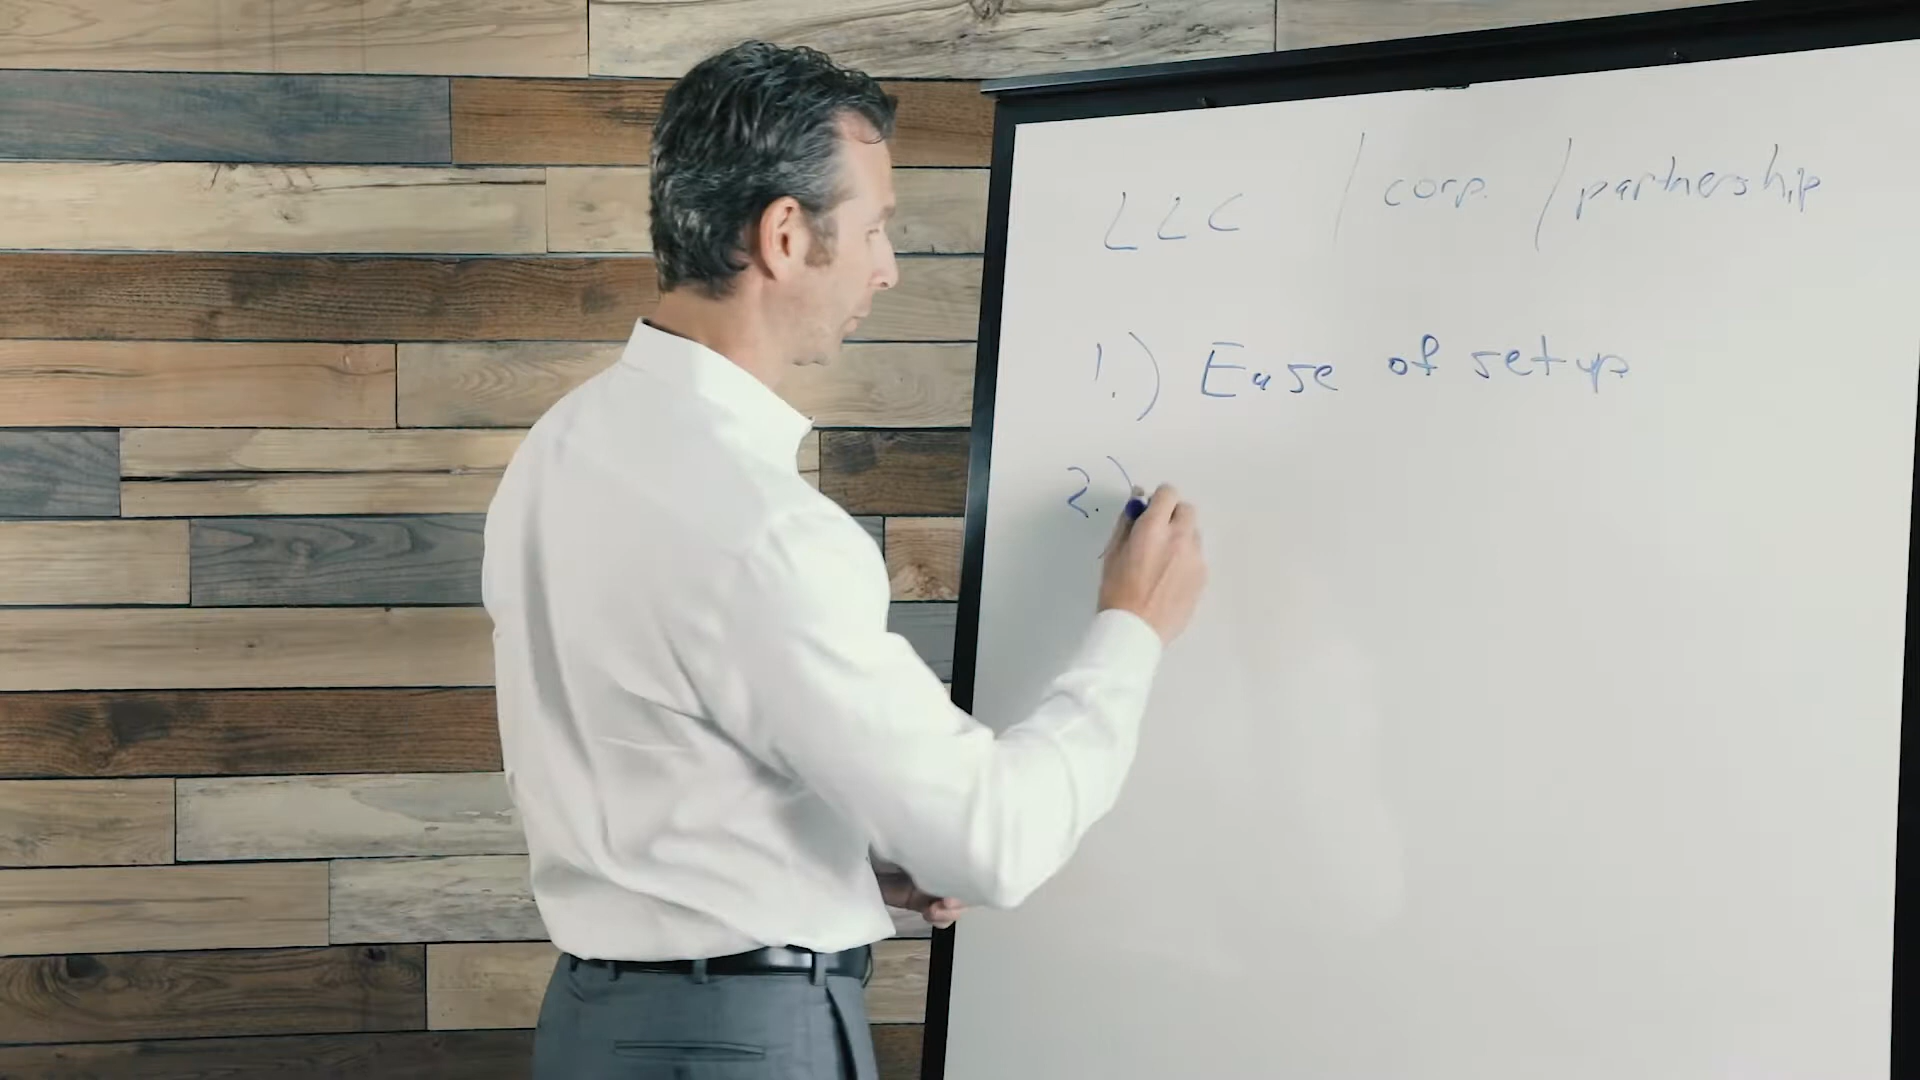 LLC / corp. / partnership
1.) Ease of setup
2.)